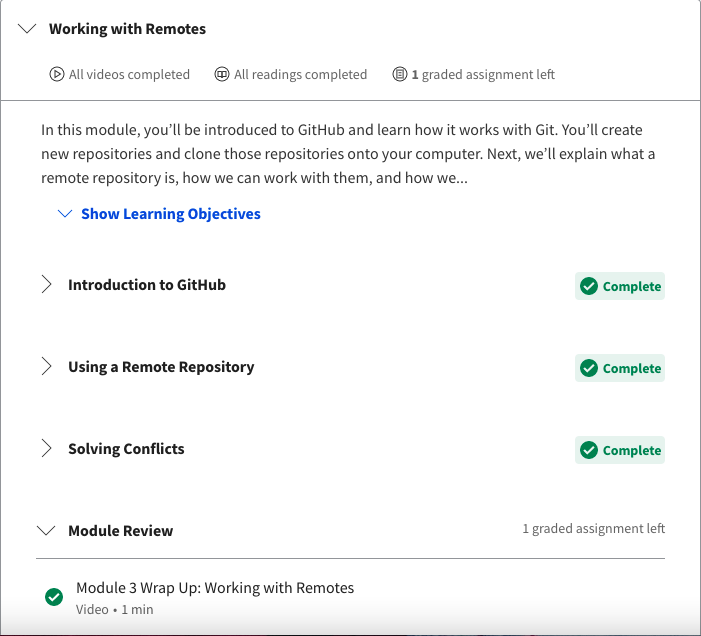 Working with Remotes
All videos completed All readings completed 1 graded assignment left
In this module, you’ll be introduced to GitHub and learn how it works with Git. You’ll create
new repositories and clone those repositories onto your computer. Next, we’ll explain what a
remote repository is, how we can work with them, and how we...
Show Learning Objectives
Introduction to GitHub Complete
Using a Remote Repository Complete
Solving Conflicts Complete
Module Review 1 graded assignment left
Module 3 Wrap Up: Working with Remotes
Video • 1 min